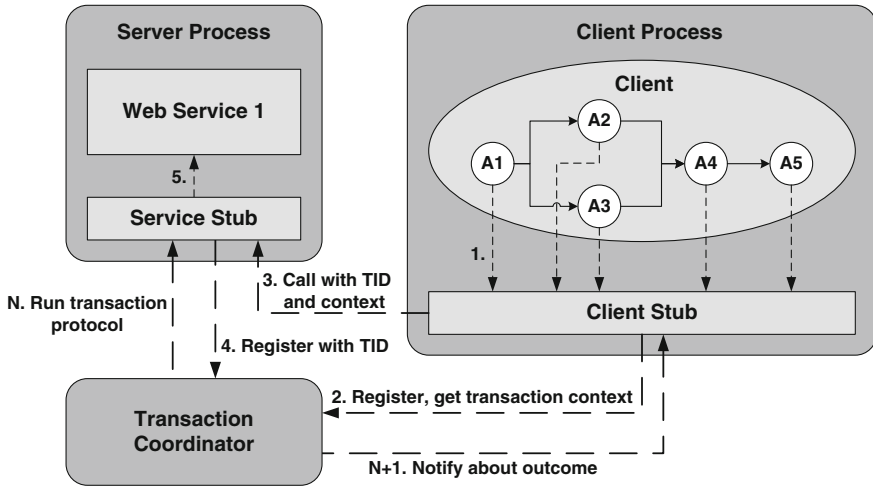 Server Process
Web Service 1
5.
Service Stub
Client Process
Client
A1
A2
A3
A4
A5
1.
Client Stub
3. Call with TID
and context
N. Run transaction
protocol
4. Register with TID
2. Register, get transaction context
Transaction
Coordinator
N+1. Notify about outcome